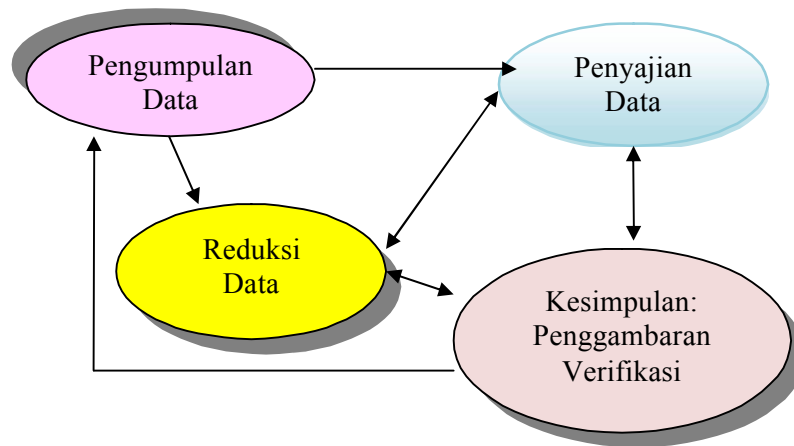 Pengumpulan
Data
Penyajian
Data
Reduksi
Data
Kesimpulan:
Penggambaran
Verifikasi